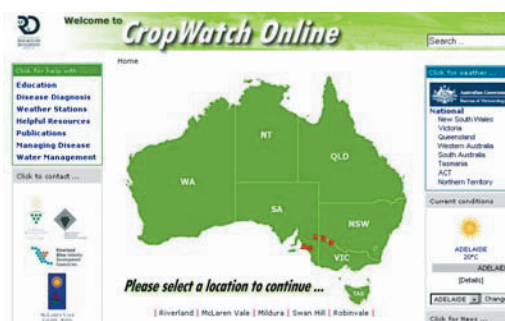 Welcome to
CropWatch Online
Search ...
Click for help with ...
Education
Disease Diagnosis
Weather Stations
Helpful Resources
Publications
Managing Disease
Water Management
Click to contact ...
Home
NT
QLD
WA
SA
NSW
VIC
TAS
Please select a location to continue ...
| Riverland | McLaren Vale | Mildura | Swan Hill | Robinvale |
Click for weather ...
Australian Government
Bureau of Meteorology
National
New South Wales
Victoria
Queensland
Western Australia
South Australia
Tasmania
ACT
Northern Territory
Current conditions
ADELAIDE
20°C
ADELAID
[Details]
ADELAIDE
Chang
Click for News ...